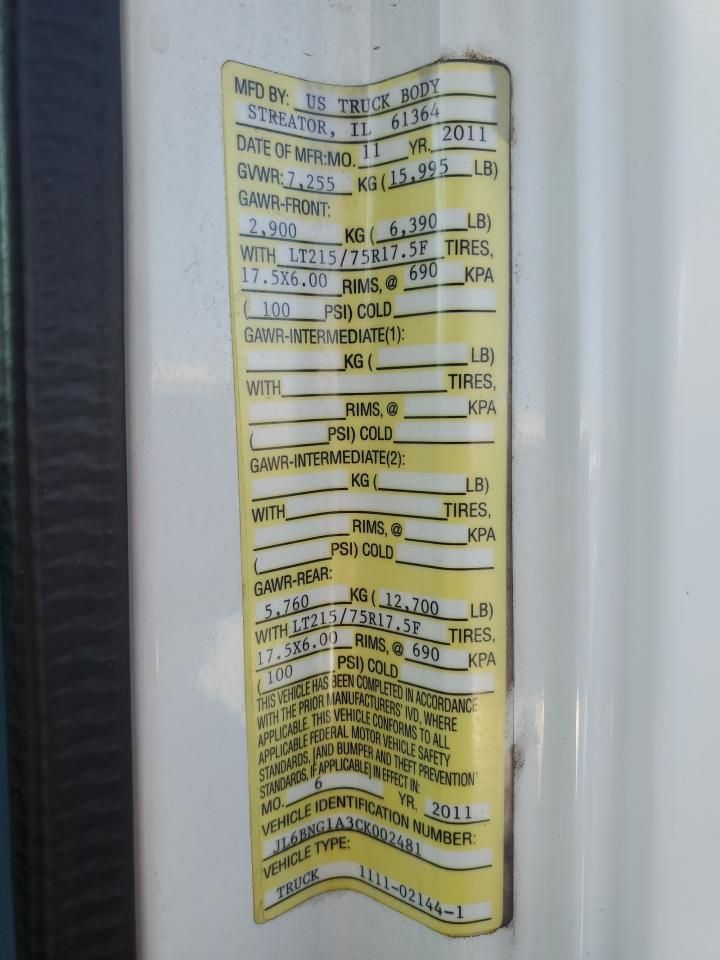 MFD BY: US TRUCK BODY
STREATOR, IL 61364
DATE OF MFR:MO. 11 YR. 2011
GVWR: 7,255 KG ( 15,995 LB)
GAWR-FRONT:
2,900 KG ( 6,390 LB)
WITH LT215/75R17.5F TIRES,
17.5X6.00 RIMS, @ 690 KPA
( 100 PSI) COLD
GAWR-INTERMEDIATE(1):
KG ( LB)
WITH TIRES,
RIMS, @ KPA
( PSI) COLD
GAWR-INTERMEDIATE(2):
KG ( LB)
WITH TIRES,
RIMS, @ KPA
( PSI) COLD
GAWR-REAR:
5,760 KG ( 12,700 LB)
WITH LT215/75R17.5F TIRES,
17.5X6.00 RIMS, @ 690 KPA
( 100 PSI) COLD
THIS VEHICLE HAS BEEN COMPLETED IN ACCORDANCE
WITH THE PRIOR MANUFACTURERS' IVD, WHERE
APPLICABLE. THIS VEHICLE CONFORMS TO ALL
APPLICABLE FEDERAL MOTOR VEHICLE SAFETY
STANDARDS, [AND BUMPER AND THEFT PREVENTION
STANDARDS, IF APPLICABLE] IN EFFECT IN:
MO. 6 YR. 2011
VEHICLE IDENTIFICATION NUMBER:
JL6BNG1A3CK002481
VEHICLE TYPE:
TRUCK 1111-02144-1